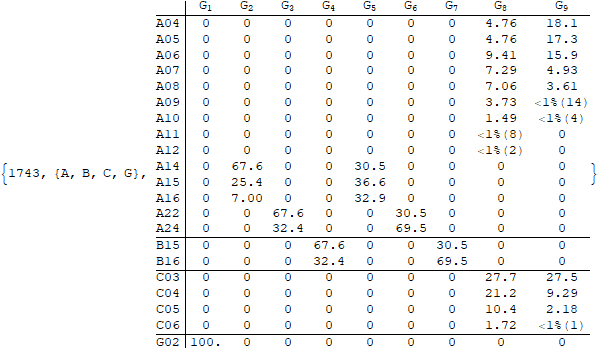 G₁ G₂ G₃ G₄ G₅ G₆ G₇ G₈ G₉
A04 0 0 0 0 0 0 0 4.76 18.1
A05 0 0 0 0 0 0 0 4.76 17.3
A06 0 0 0 0 0 0 0 9.41 15.9
A07 0 0 0 0 0 0 0 7.29 4.93
A08 0 0 0 0 0 0 0 7.06 3.61
A09 0 0 0 0 0 0 0 3.73 <1%(14)
A10 0 0 0 0 0 0 0 1.49 <1%(4)
A11 0 0 0 0 0 0 0 <1%(8) 0
A12 0 0 0 0 0 0 0 <1%(2) 0
A14 0 67.6 0 0 30.5 0 0 0 0
{1743, {A, B, C, G}, A15 0 25.4 0 0 36.6 0 0 0 0 }
A16 0 7.00 0 0 32.9 0 0 0 0
A22 0 0 67.6 0 0 30.5 0 0 0
A24 0 0 32.4 0 0 69.5 0 0 0
B15 0 0 0 67.6 0 0 30.5 0 0
B16 0 0 0 32.4 0 0 69.5 0 0
C03 0 0 0 0 0 0 0 27.7 27.5
C04 0 0 0 0 0 0 0 21.2 9.29
C05 0 0 0 0 0 0 0 10.4 2.18
C06 0 0 0 0 0 0 0 1.72 <1%(1)
G02 100. 0 0 0 0 0 0 0 0